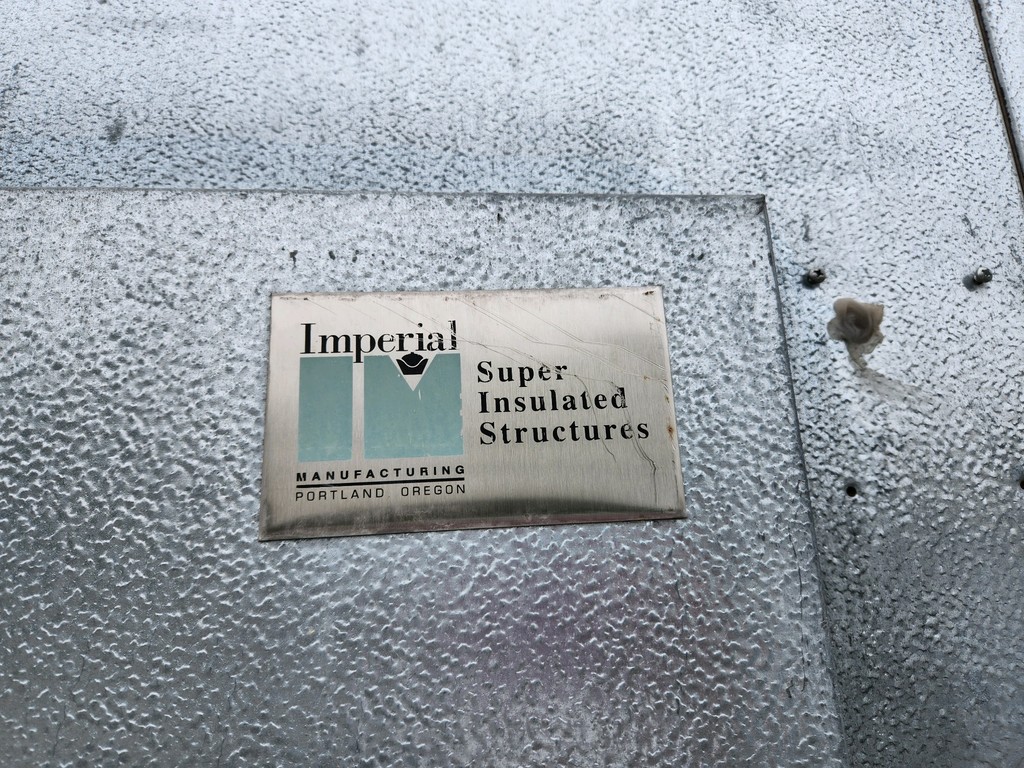 Imperial
IM
MANUFACTURING
PORTLAND OREGON
Super
Insulated
Structures